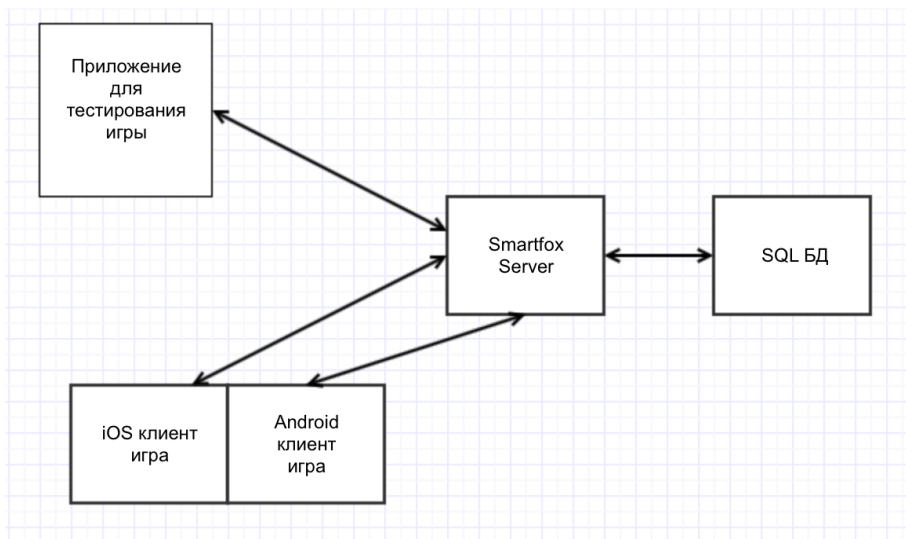 Приложение
для
тестирования
игры
Smartfox
Server
SQL БД
iOS клиент
игра
Android
клиент
игра